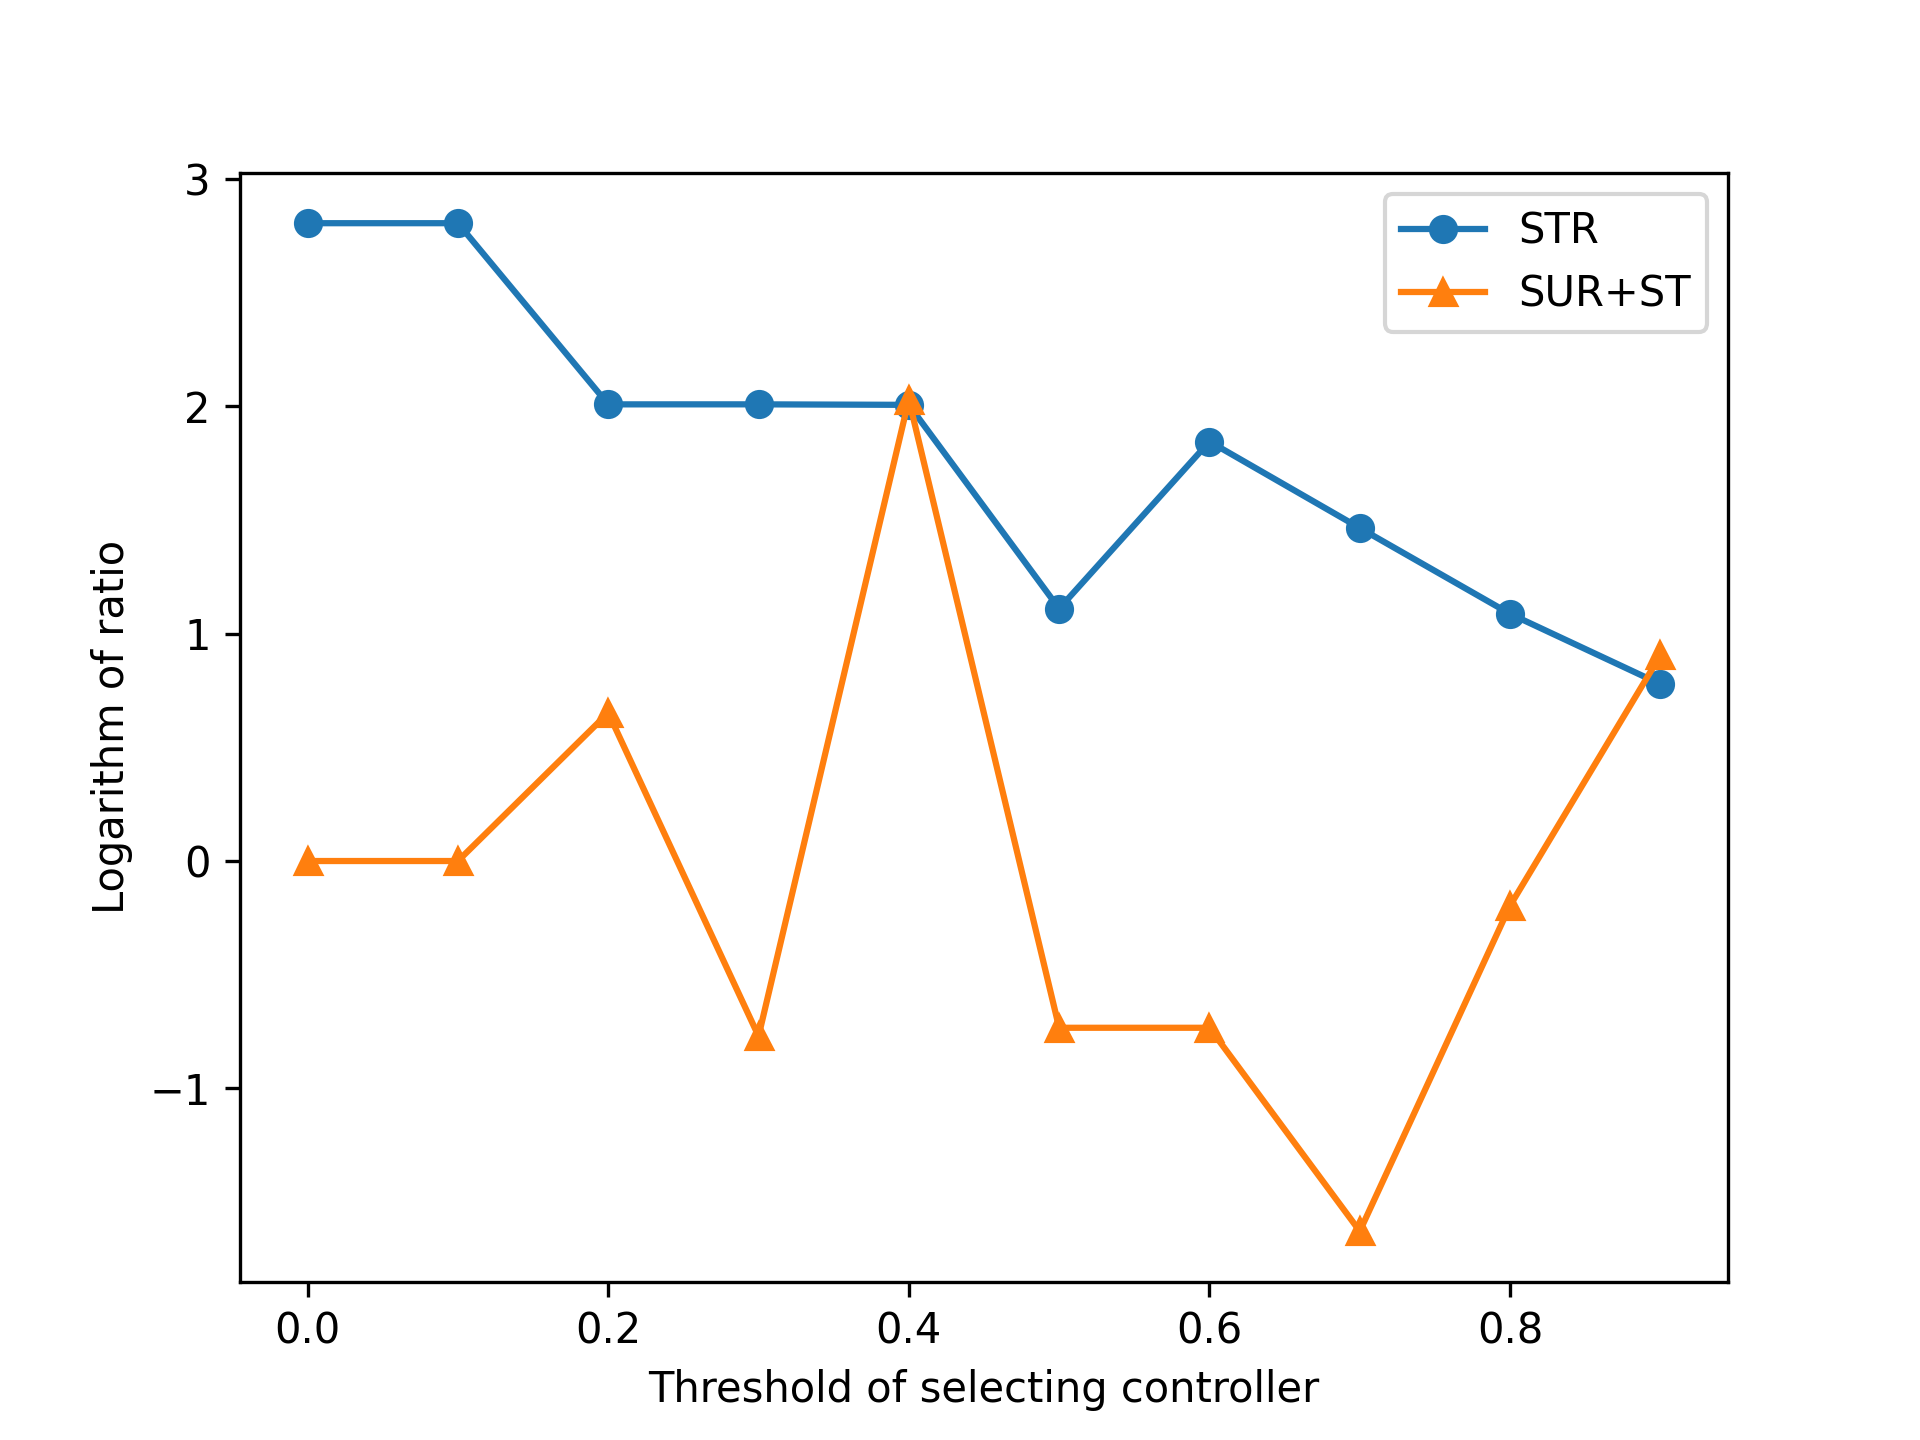 3
2
1
0
−1
0.0 0.2 0.4 0.6 0.8
Threshold of selecting controller
Logarithm of ratio
STR
SUR+ST